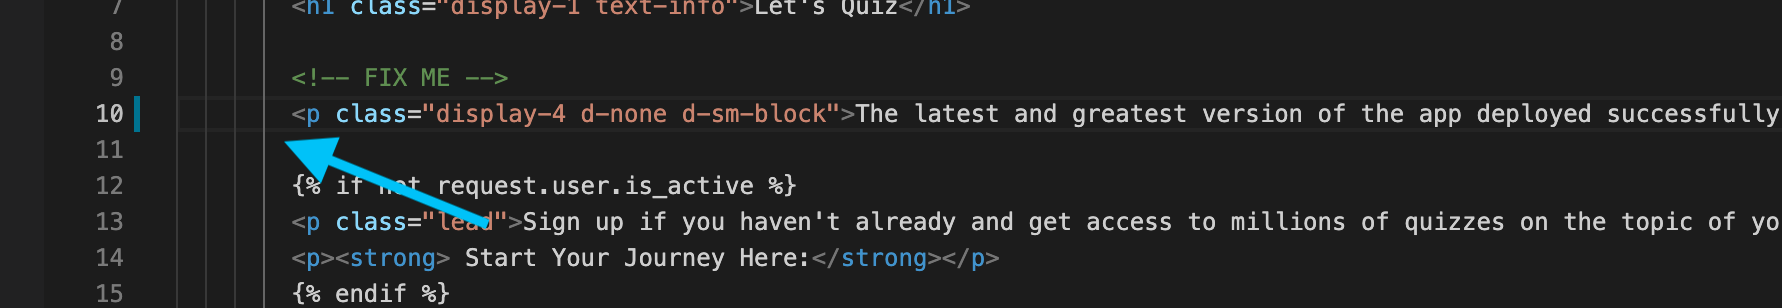 7 <h1 class="display-1 text-info">Let's Quiz</h1>
8
9 <!-- FIX ME -->
10 <p class="display-4 d-none d-sm-block">The latest and greatest version of the app deployed successfully
11
12 {% if not request.user.is_active %}
13 <p class="lead">Sign up if you haven't already and get access to millions of quizzes on the topic of yo
14 <p><strong> Start Your Journey Here:</strong></p>
15 {% endif %}